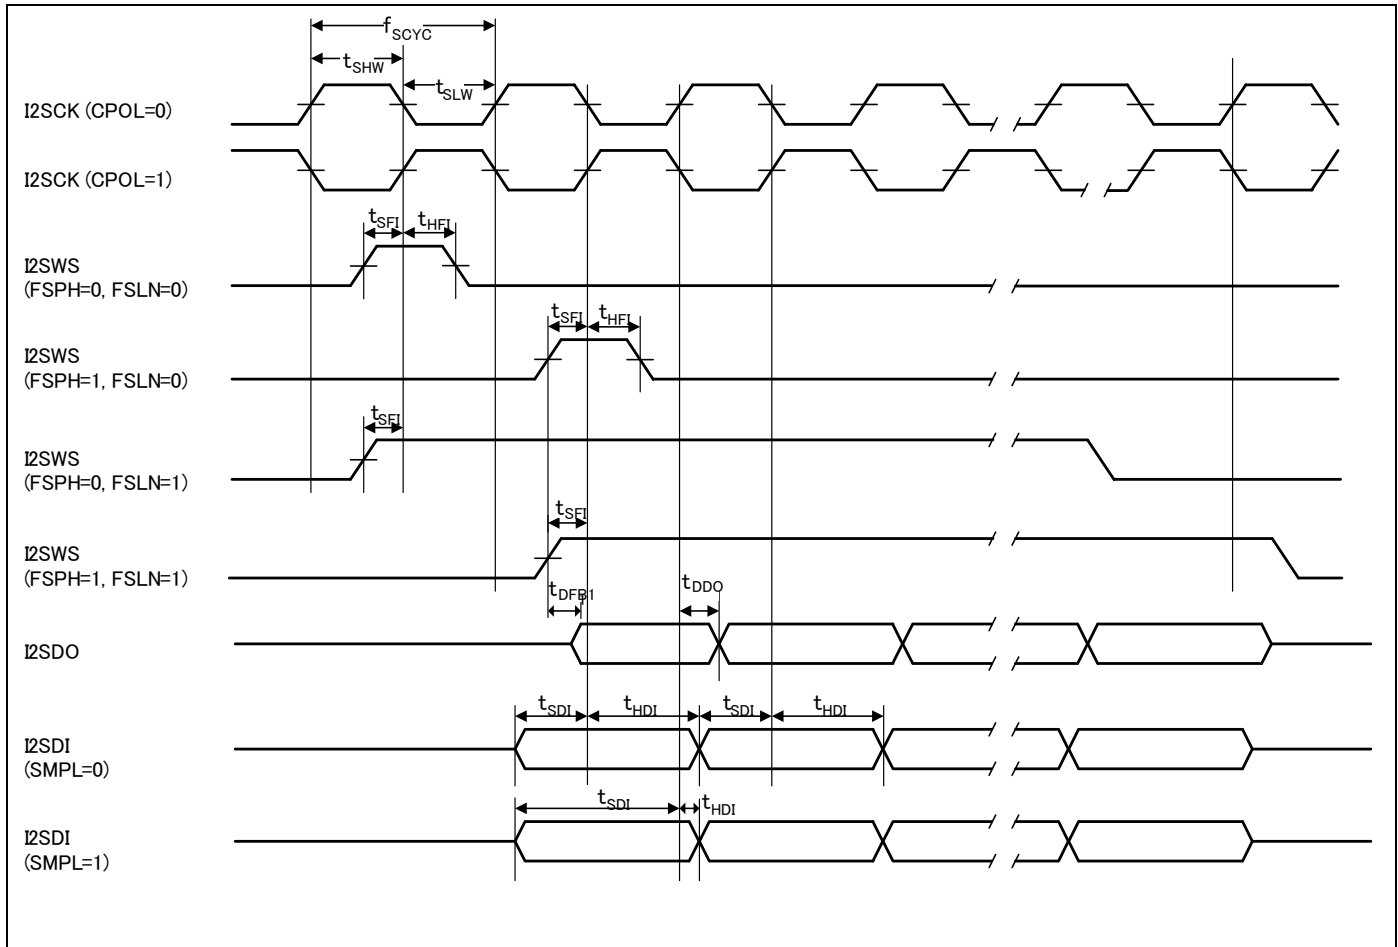 fSCYC
tSHW
tSLW
I2SCK (CPOL=0)
I2SCK (CPOL=1)
tSFI tHFI
I2SWS
(FSPH=0, FSLN=0)
tSFI tHFI
I2SWS
(FSPH=1, FSLN=0)
tSFI
I2SWS
(FSPH=0, FSLN=1)
tSFI
I2SWS
(FSPH=1, FSLN=1)
tDFB1 tDDO
I2SDO
tSDI tHDI tSDI tHDI
I2SDI
(SMPL=0)
tSDI tHDI
I2SDI
(SMPL=1)